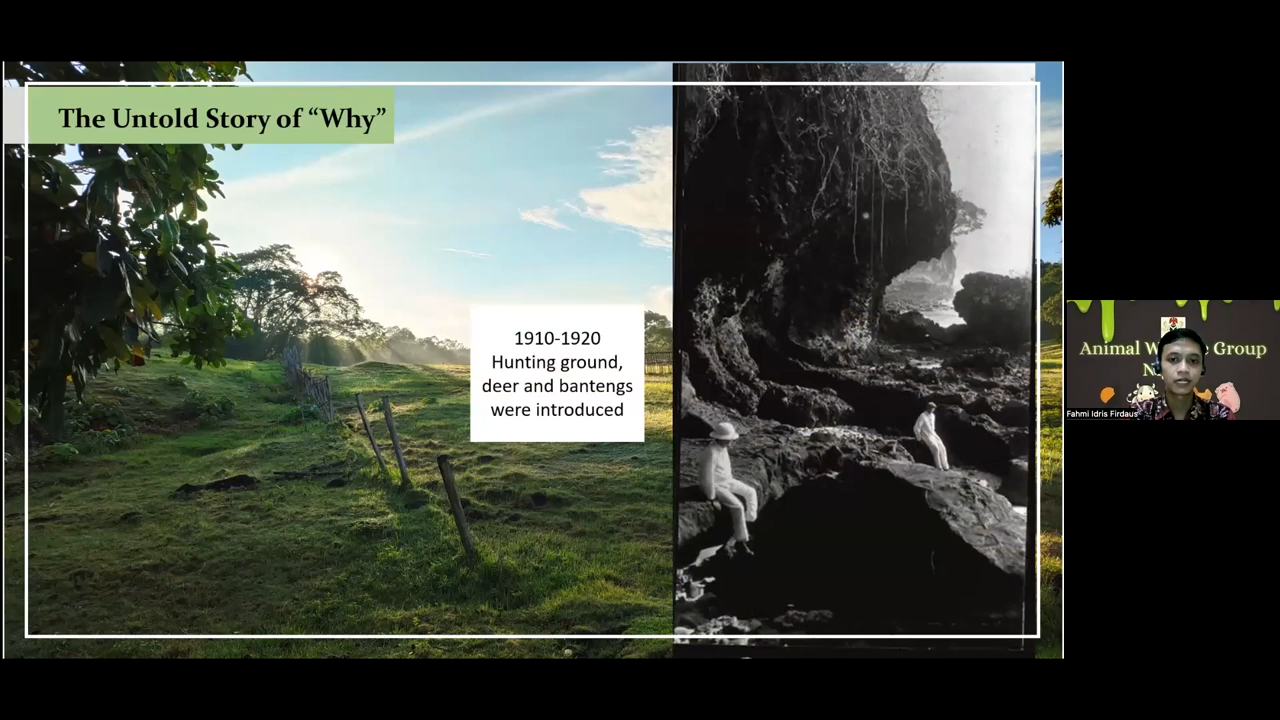 The Untold Story of “Why”
1910-1920
Hunting ground,
deer and bantengs
were introduced
Animal W
Group
N
Fahmi Idris Firdaus